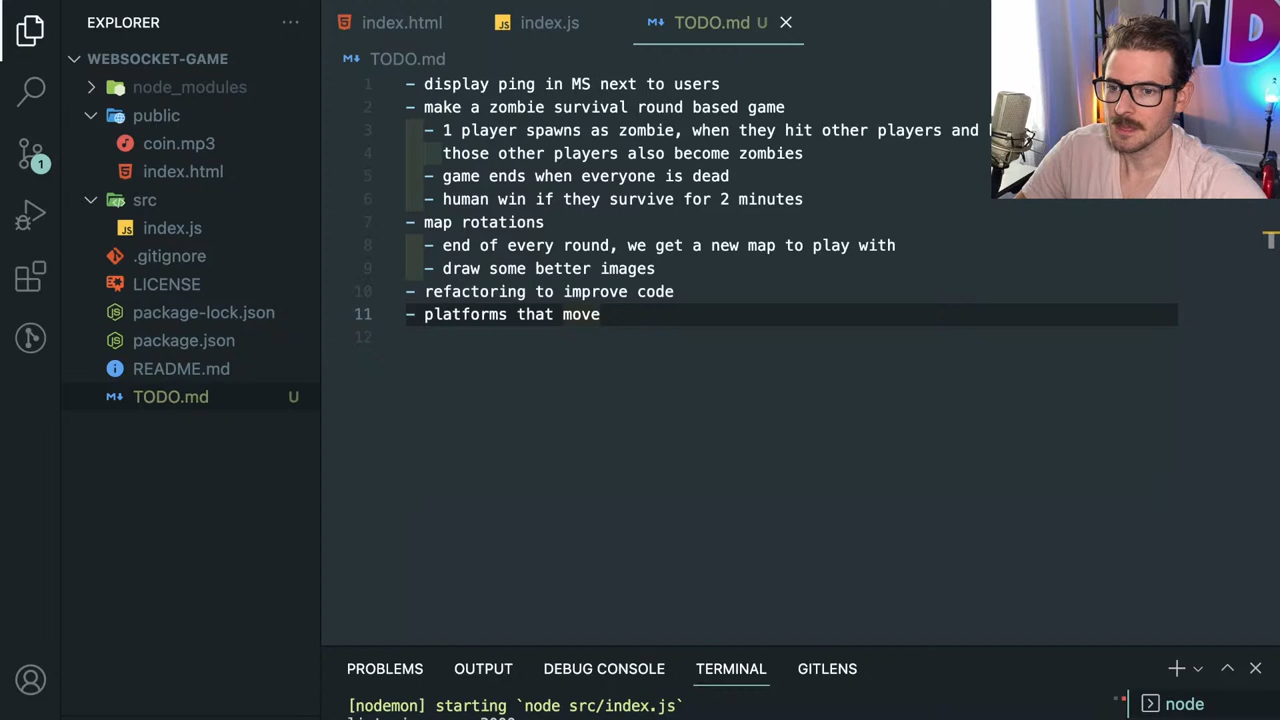 EXPLORER
index.html
JS index.js
TODO.md U
WEBSOCKET-GAME
TODO.md
node_modules
public
coin.mp3
index.html
src
JS index.js
.gitignore
LICENSE
package-lock.json
package.json
README.md
TODO.md U
1
1 - display ping in MS next to users
2 - make a zombie survival round based game
3 - 1 player spawns as zombie, when they hit other players and
4 those other players also become zombies
5 - game ends when everyone is dead
6 - human win if they survive for 2 minutes
7 - map rotations
8 - end of every round, we get a new map to play with
9 - draw some better images
10 - refactoring to improve code
11 - platforms that move
12
PROBLEMS OUTPUT DEBUG CONSOLE TERMINAL GITLENS
[nodemon] starting `node src/index.js`
node